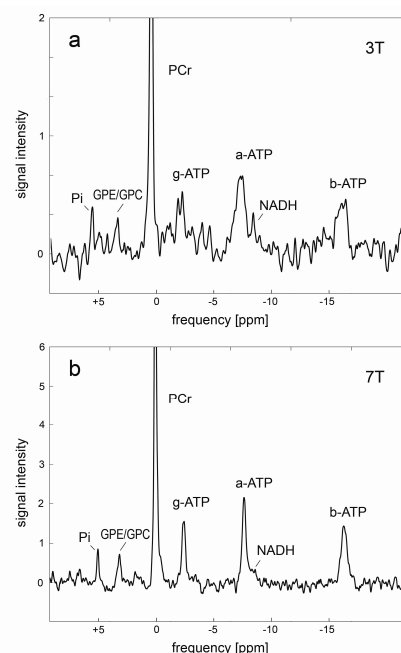 2
a
3T
PCr
1
g-ATP
a-ATP
b-ATP
Pi
GPE/GPC
NADH
0
signal intensity
+5
0
-5
-10
-15
frequency [ppm]
6
b
7T
5
PCr
4
3
g-ATP
a-ATP
2
b-ATP
Pi
GPE/GPC
1
NADH
0
signal intensity
+5
0
-5
-10
-15
frequency [ppm]